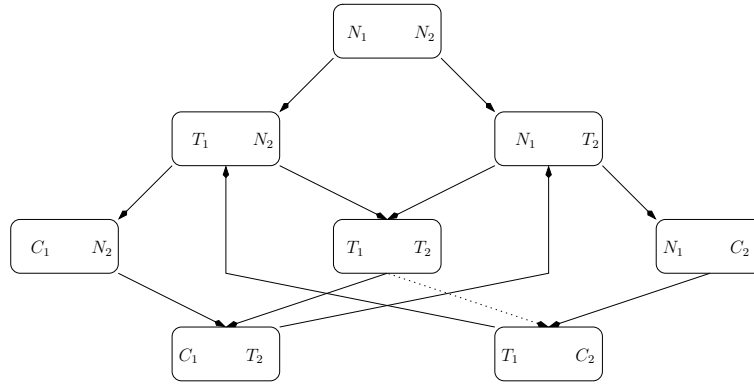 N₁ N₂
T₁ N₂ N₁ T₂
C₁ N₂ T₁ T₂ N₁ C₂
C₁ T₂ T₁ C₂